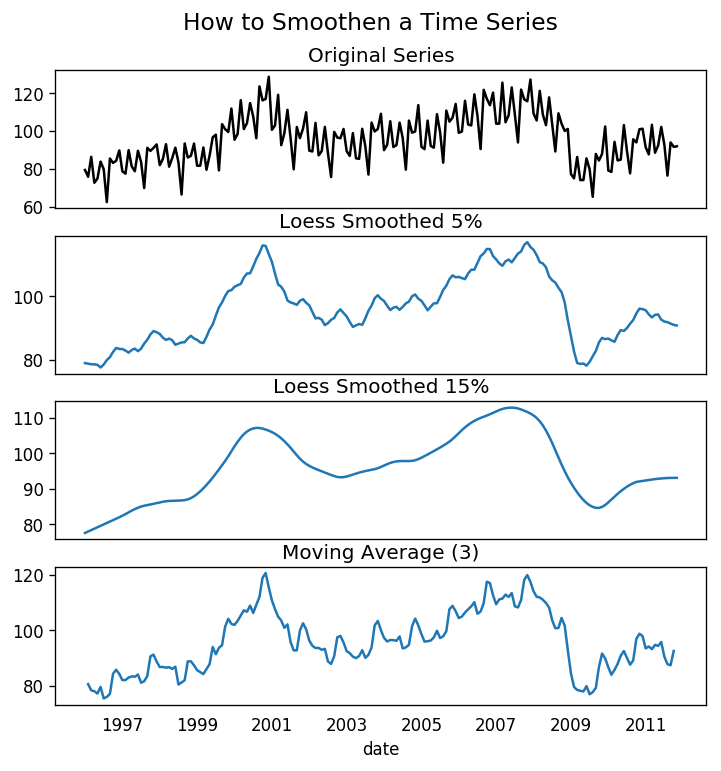 How to Smoothen a Time Series
Original Series
120
100
80
60
Loess Smoothed 5%
100
80
Loess Smoothed 15%
110
100
90
80
Moving Average (3)
120
100
80
1997 1999 2001 2003 2005 2007 2009 2011
date